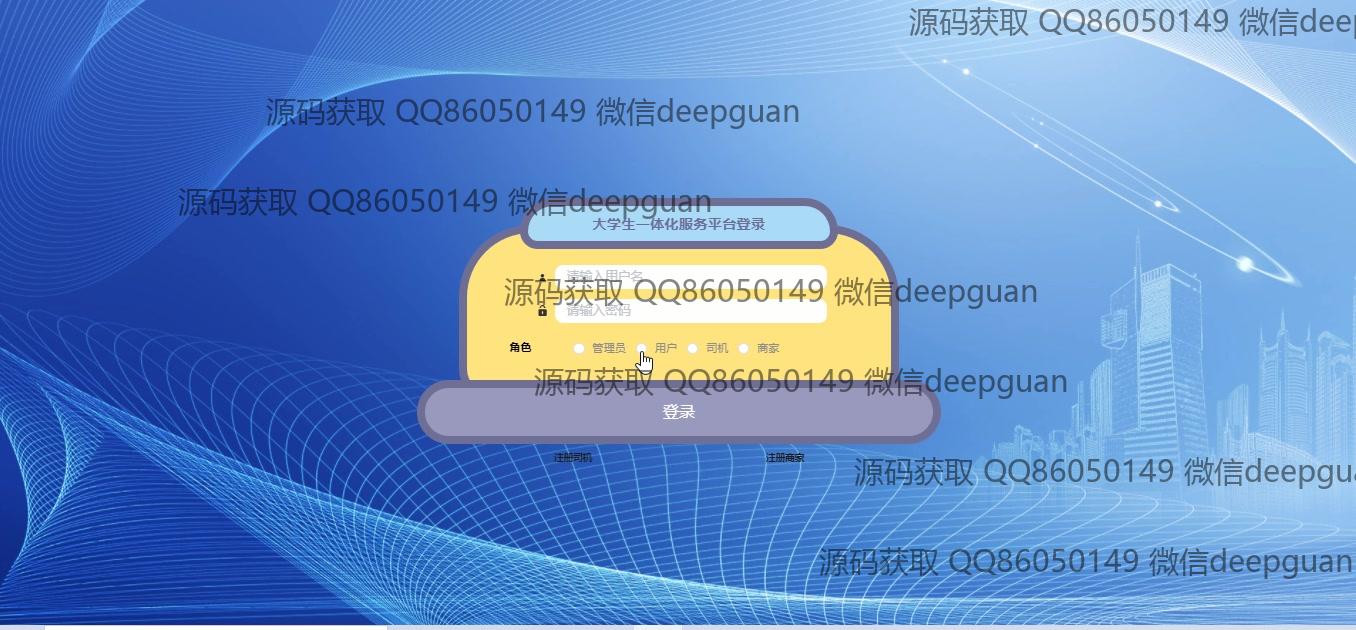 源码获取 QQ86050149 微信deep
源码获取 QQ86050149 微信deepguan
源码获取 QQ86050149 微信deepguan
大学生一体化服务平台登录
请输入用户名
源码获取 QQ86050149 微信deepguan
请输入密码
角色 管理员 用户 司机 商家
源码获取 QQ86050149 微信deepguan
登录
注册司机 注册商家
源码获取 QQ86050149 微信deepgua
源码获取 QQ86050149 微信deepguan